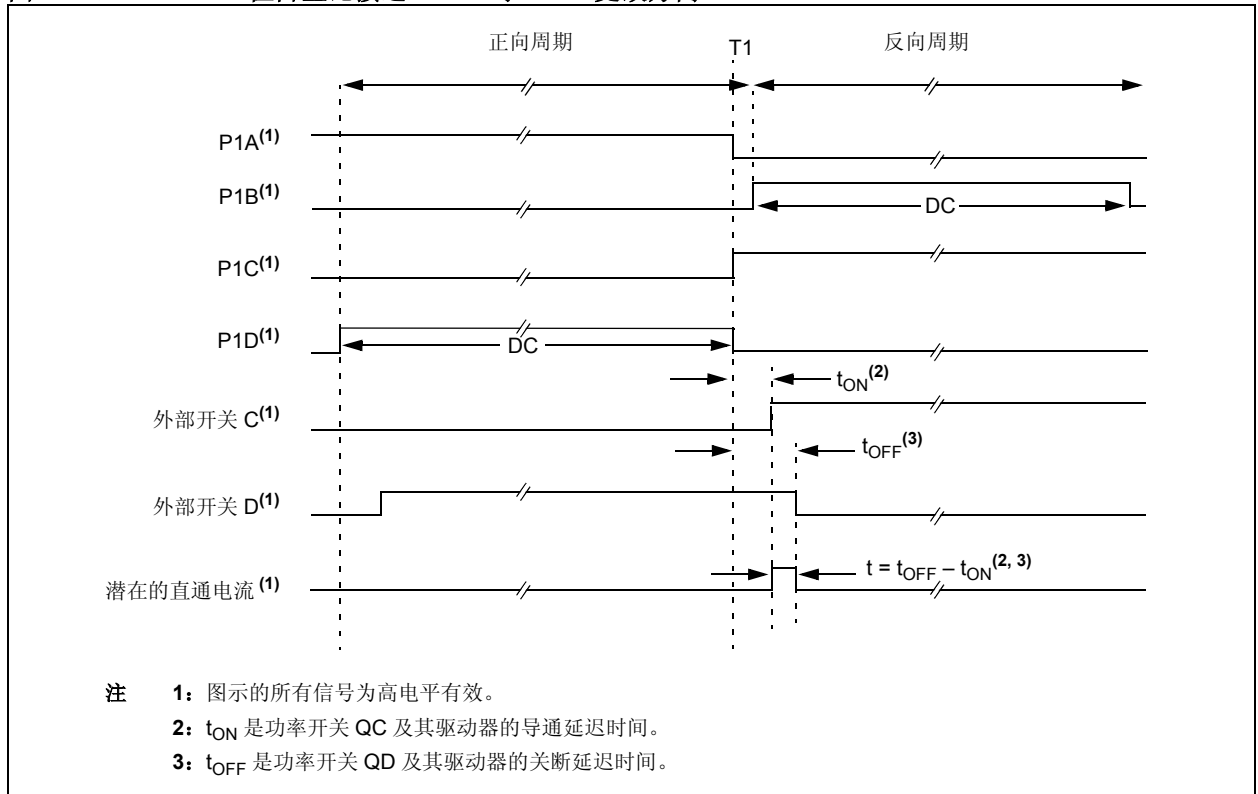 正向周期
T1
反向周期
P1A(1)
P1B(1)
DC
P1C(1)
P1D(1)
DC
tON(2)
外部开关 C(1)
tOFF(3)
外部开关 D(1)
t = tOFF – tON(2, 3)
潜在的直通电流 (1)
注 1：图示的所有信号为高电平有效。
2：tON 是功率开关 QC 及其驱动器的导通延迟时间。
3：tOFF 是功率开关 QD 及其驱动器的关断延迟时间。